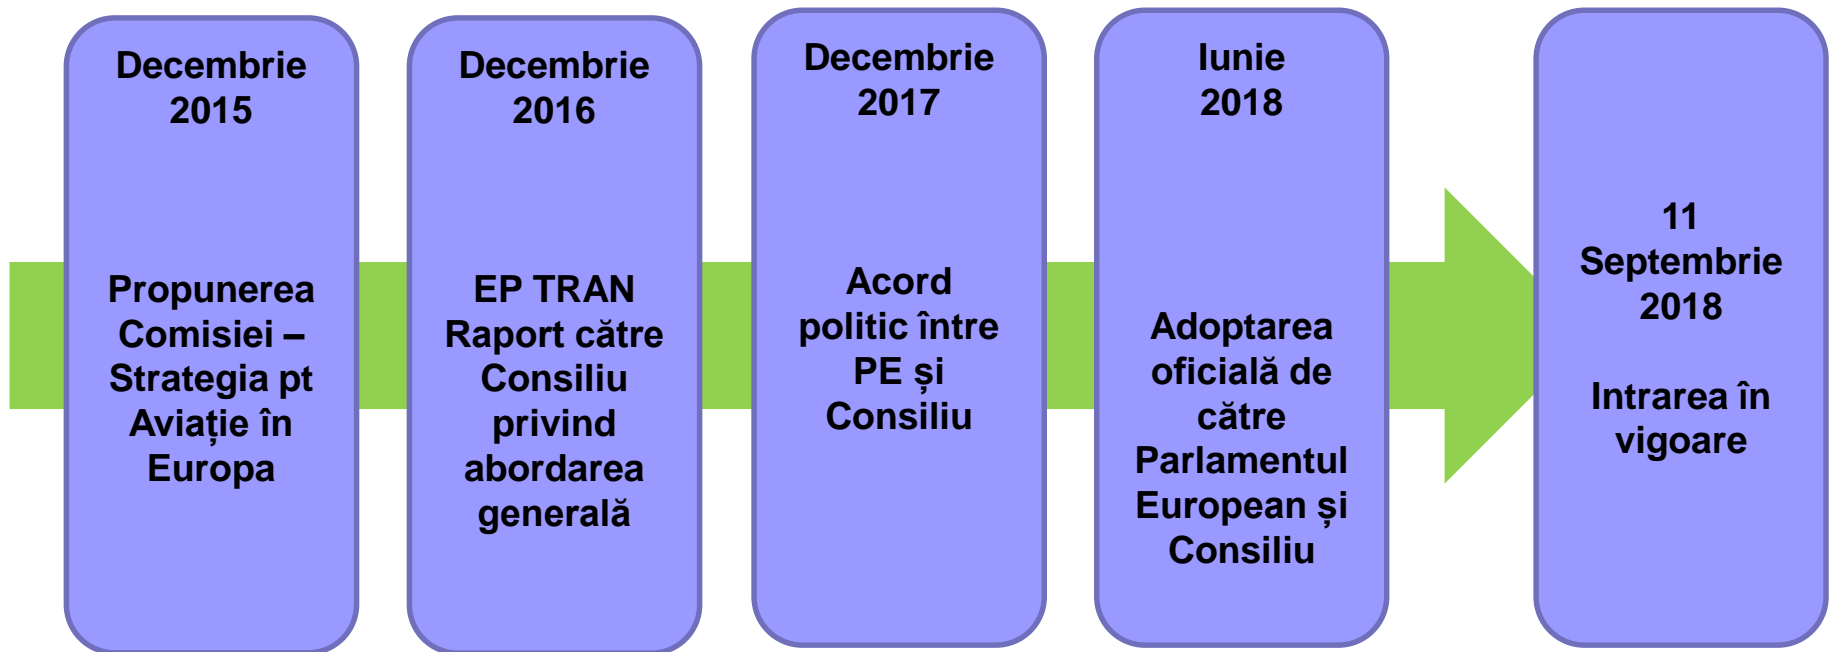 Decembrie
2015
Propunerea
Comisiei –
Strategia pt
Aviație în
Europa
Decembrie
2016
EP TRAN
Raport către
Consiliu
privind
abordarea
generală
Decembrie
2017
Acord
politic între
PE și
Consiliu
Iunie
2018
Adoptarea
oficială de
către
Parlamentul
European și
Consiliu
11
Septembrie
2018
Intrarea în
vigoare